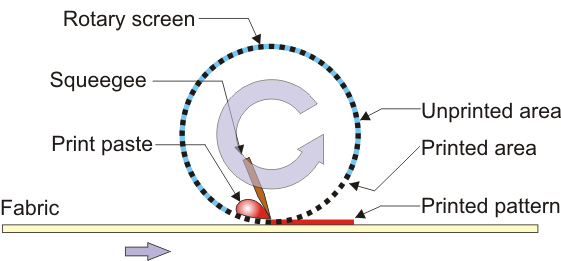 Rotary screen
Squeegee
Unprinted area
Print paste
Printed area
Fabric
Printed pattern